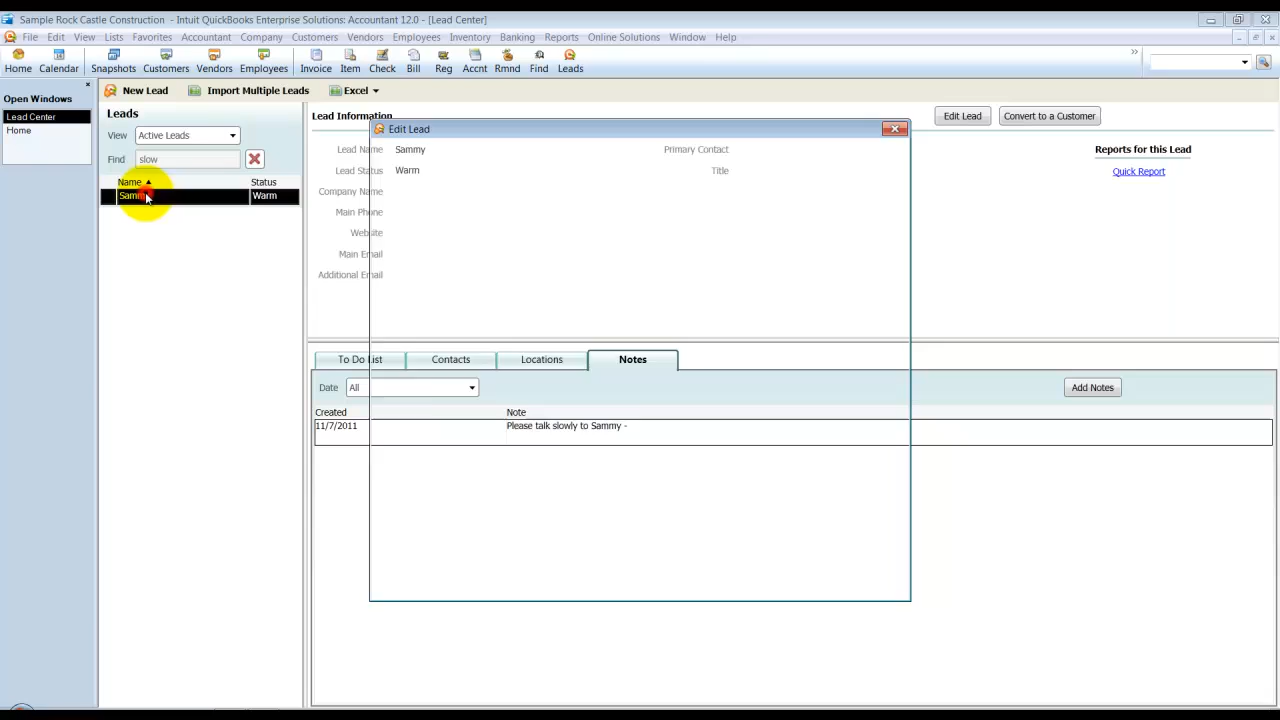 Sample Rock Castle Construction - Intuit QuickBooks Enterprise Solutions: Accountant 12.0 - [Lead Center]
File Edit View Lists Favorites Accountant Company Customers Vendors Employees Inventory Banking Reports Online Solutions Window Help
Home Calendar Snapshots Customers Vendors Employees Invoice Item Check Bill Reg Accnt Rmnd Find Leads
Open Windows
Lead Center
Home
New Lead Import Multiple Leads Excel
Leads
View Active Leads
Find slow
Name Status
Sammy Warm
Lead Information
Edit Lead Convert to a Customer
Edit Lead
Lead Name Sammy Primary Contact
Lead Status Warm Title
Company Name
Main Phone
Website
Main Email
Additional Email
Reports for this Lead
Quick Report
To Do List Contacts Locations Notes
Date All Add Notes
Created Note
11/7/2011 Please talk slowly to Sammy -